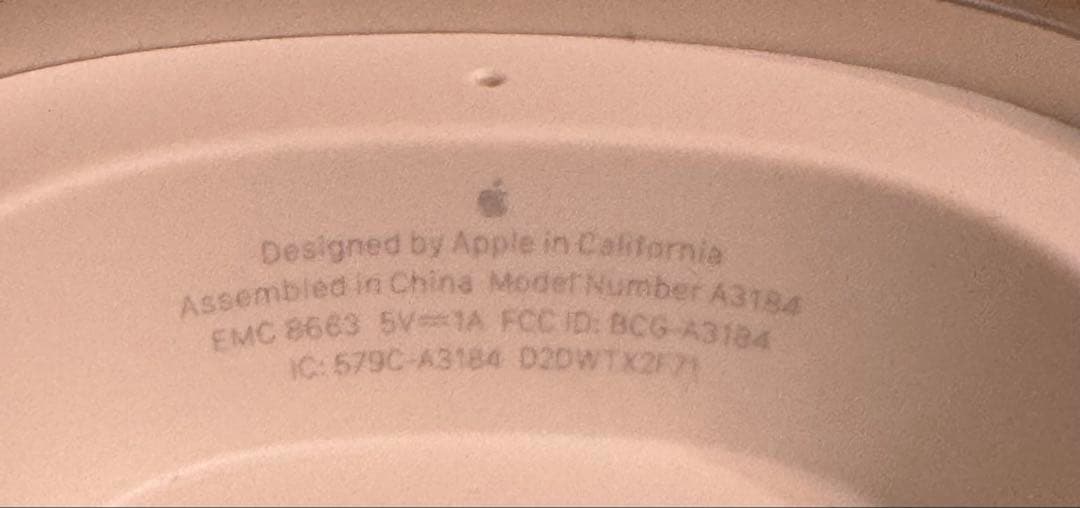 Designed by Apple in California
Assembled in China Model Number A3184
EMC 8663 5V⎓1A FCC ID: BCG-A3184
IC: 579C-A3184 D2DWTX2F71